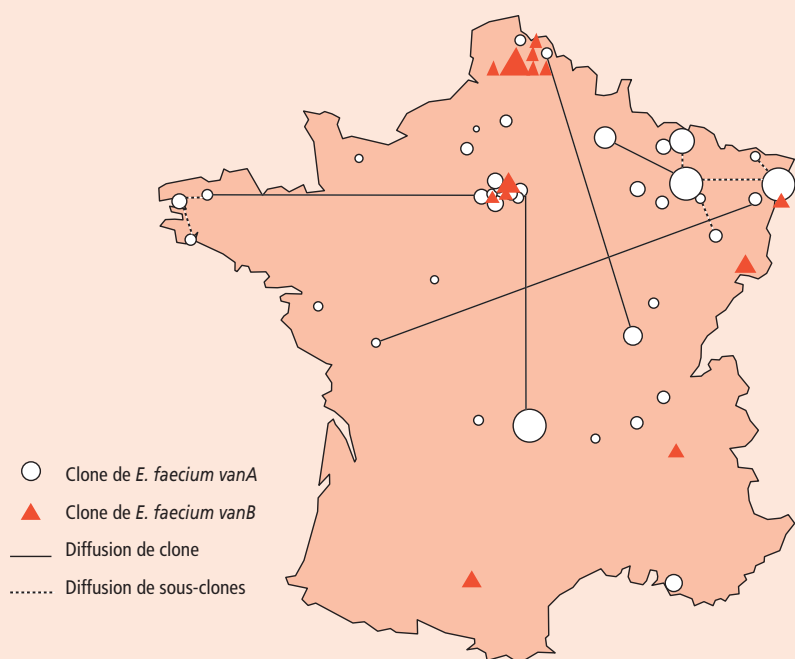 Clone de E. faecium vanA
Clone de E. faecium vanB
Diffusion de clone
Diffusion de sous-clones